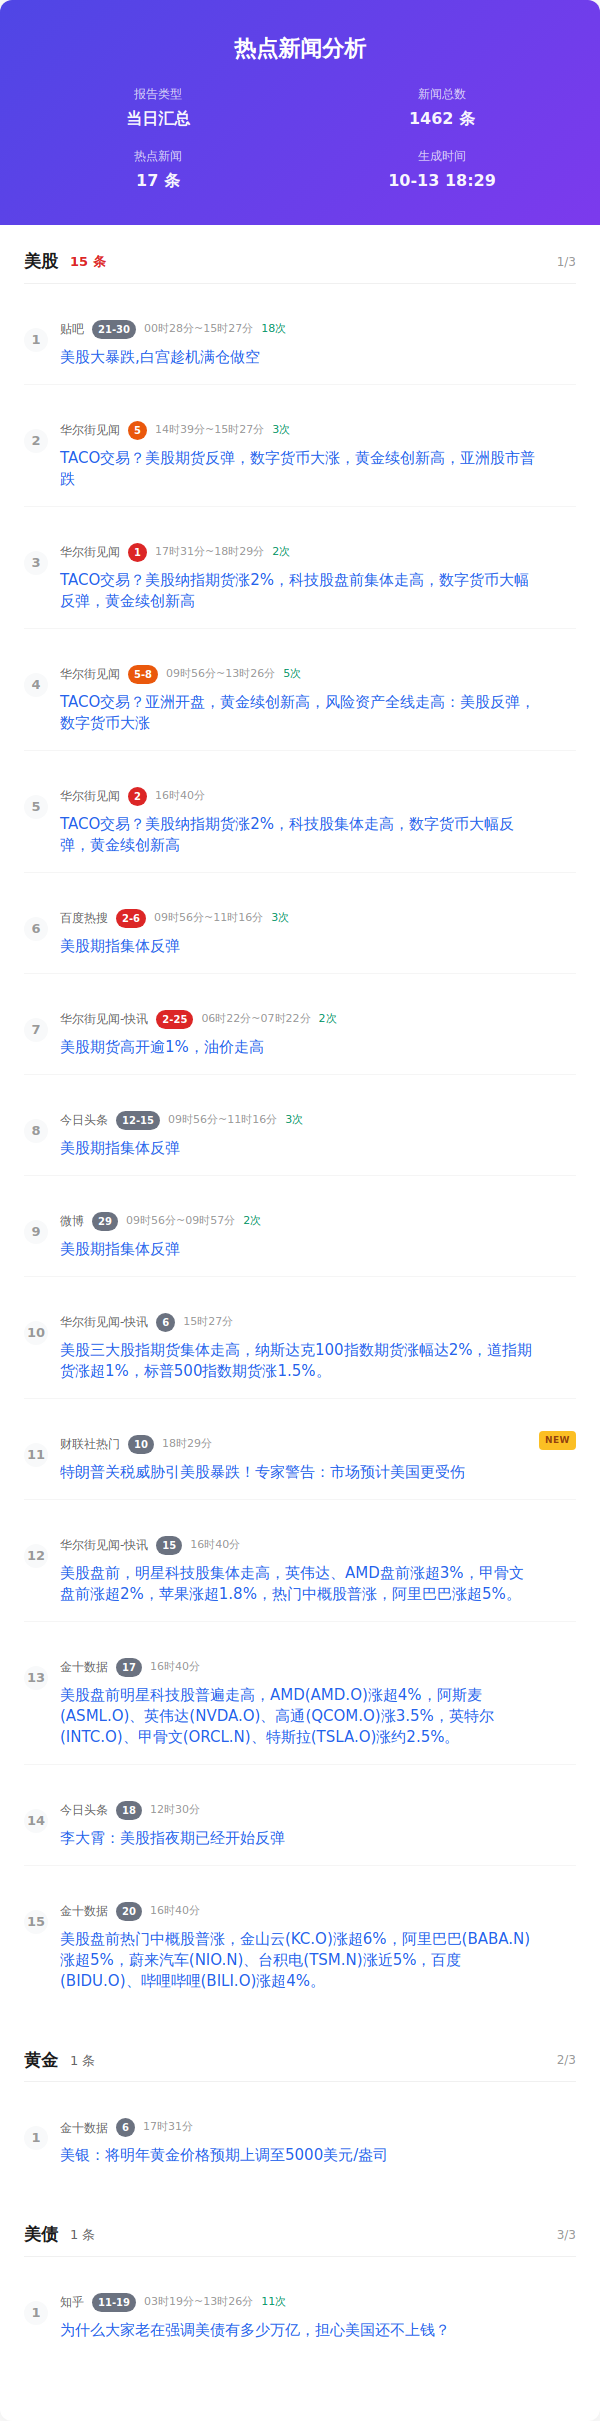 热点新闻分析
报告类型
当日汇总
新闻总数
1462 条
热点新闻
17 条
生成时间
10-13 18:29
美股 15 条 1/3
1
贴吧 21-30 00时28分~15时27分 18次
美股大暴跌,白宫趁机满仓做空
2
华尔街见闻 5 14时39分~15时27分 3次
TACO交易？美股期货反弹，数字货币大涨，黄金续创新高，亚洲股市普
跌
3
华尔街见闻 1 17时31分~18时29分 2次
TACO交易？美股纳指期货涨2%，科技股盘前集体走高，数字货币大幅
反弹，黄金续创新高
4
华尔街见闻 5-8 09时56分~13时26分 5次
TACO交易？亚洲开盘，黄金续创新高，风险资产全线走高：美股反弹，
数字货币大涨
5
华尔街见闻 2 16时40分
TACO交易？美股纳指期货涨2%，科技股集体走高，数字货币大幅反
弹，黄金续创新高
6
百度热搜 2-6 09时56分~11时16分 3次
美股期指集体反弹
7
华尔街见闻-快讯 2-25 06时22分~07时22分 2次
美股期货高开逾1%，油价走高
8
今日头条 12-15 09时56分~11时16分 3次
美股期指集体反弹
9
微博 29 09时56分~09时57分 2次
美股期指集体反弹
10
华尔街见闻-快讯 6 15时27分
美股三大股指期货集体走高，纳斯达克100指数期货涨幅达2%，道指期
货涨超1%，标普500指数期货涨1.5%。
11
财联社热门 10 18时29分 NEW
特朗普关税威胁引美股暴跌！专家警告：市场预计美国更受伤
12
华尔街见闻-快讯 15 16时40分
美股盘前，明星科技股集体走高，英伟达、AMD盘前涨超3%，甲骨文
盘前涨超2%，苹果涨超1.8%，热门中概股普涨，阿里巴巴涨超5%。
13
金十数据 17 16时40分
美股盘前明星科技股普遍走高，AMD(AMD.O)涨超4%，阿斯麦
(ASML.O)、英伟达(NVDA.O)、高通(QCOM.O)涨3.5%，英特尔
(INTC.O)、甲骨文(ORCL.N)、特斯拉(TSLA.O)涨约2.5%。
14
今日头条 18 12时30分
李大霄：美股指夜期已经开始反弹
15
金十数据 20 16时40分
美股盘前热门中概股普涨，金山云(KC.O)涨超6%，阿里巴巴(BABA.N)
涨超5%，蔚来汽车(NIO.N)、台积电(TSM.N)涨近5%，百度
(BIDU.O)、哔哩哔哩(BILI.O)涨超4%。
黄金 1 条 2/3
1
金十数据 6 17时31分
美银：将明年黄金价格预期上调至5000美元/盎司
美债 1 条 3/3
1
知乎 11-19 03时19分~13时26分 11次
为什么大家老在强调美债有多少万亿，担心美国还不上钱？